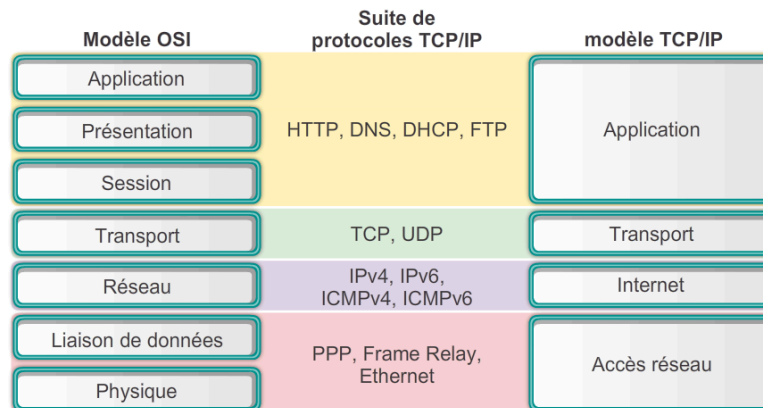 Modèle OSI
Suite de
protocoles TCP/IP
modèle TCP/IP
Application
Présentation
Session
HTTP, DNS, DHCP, FTP
Application
Transport
TCP, UDP
Transport
Réseau
IPv4, IPv6,
ICMPv4, ICMPv6
Internet
Liaison de données
Physique
PPP, Frame Relay,
Ethernet
Accès réseau